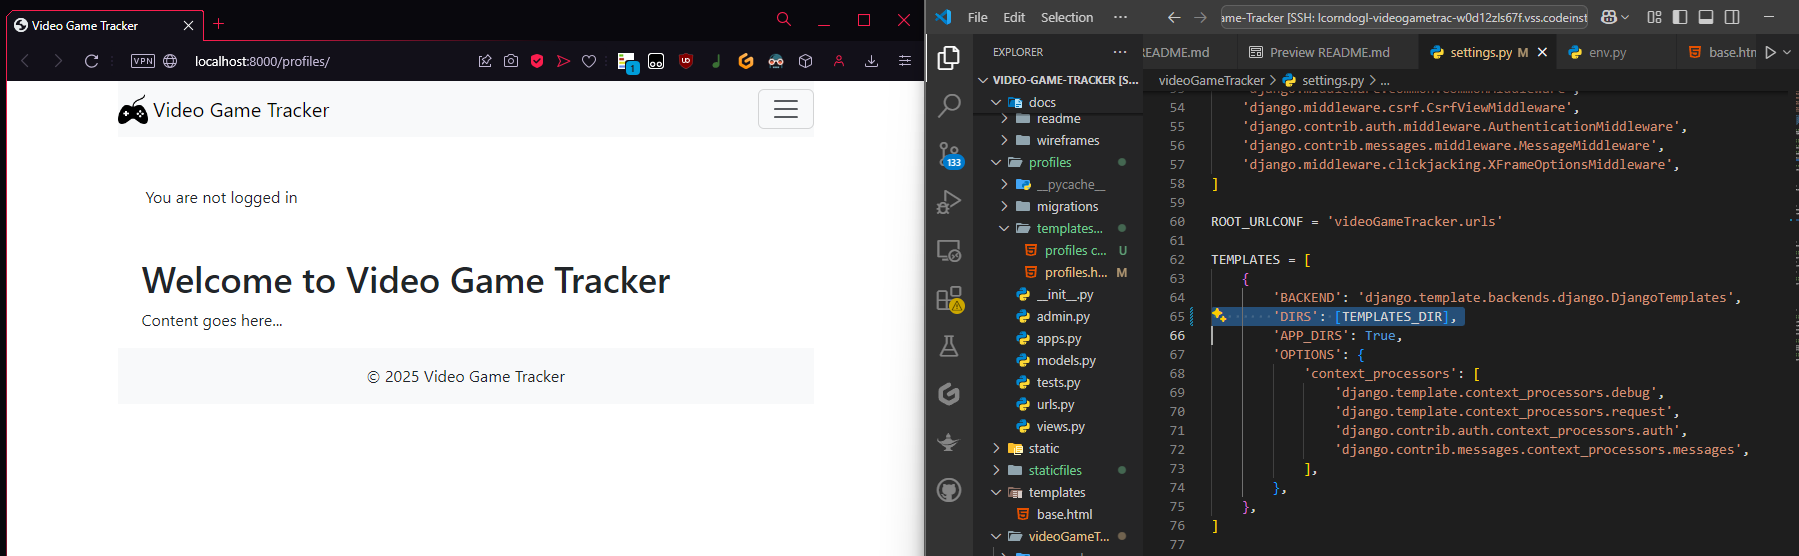 Video Game Tracker
VPN
localhost:8000/profiles/
1
Video Game Tracker
You are not logged in
Welcome to Video Game Tracker
Content goes here...
© 2025 Video Game Tracker
File Edit Selection ···
ame-Tracker [SSH: lcorndogl-videogametrac-w0d12zls67f.vss.codeinst
EXPLORER ···
VIDEO-GAME-TRACKER [S...
docs
readme
wireframes
profiles
__pycache__
migrations
templates...
profiles c... U
profiles.h... M
__init__.py
admin.py
apps.py
models.py
tests.py
urls.py
views.py
static
staticfiles
templates
base.html
videoGameT...
133
README.md
Preview README.md
settings.py M
env.py
base.htm
videoGameTracker > settings.py > ...
53 'django.middleware.common.CommonMiddleware',
54 'django.middleware.csrf.CsrfViewMiddleware',
55 'django.contrib.auth.middleware.AuthenticationMiddleware',
56 'django.contrib.messages.middleware.MessageMiddleware',
57 'django.middleware.clickjacking.XFrameOptionsMiddleware',
58 ]
59
60 ROOT_URLCONF = 'videoGameTracker.urls'
61
62 TEMPLATES = [
63 {
64 'BACKEND': 'django.template.backends.django.DjangoTemplates',
65 'DIRS': [TEMPLATES_DIR],
66 'APP_DIRS': True,
67 'OPTIONS': {
68 'context_processors': [
69 'django.template.context_processors.debug',
70 'django.template.context_processors.request',
71 'django.contrib.auth.context_processors.auth',
72 'django.contrib.messages.context_processors.messages',
73 ],
74 },
75 },
76 ]
77